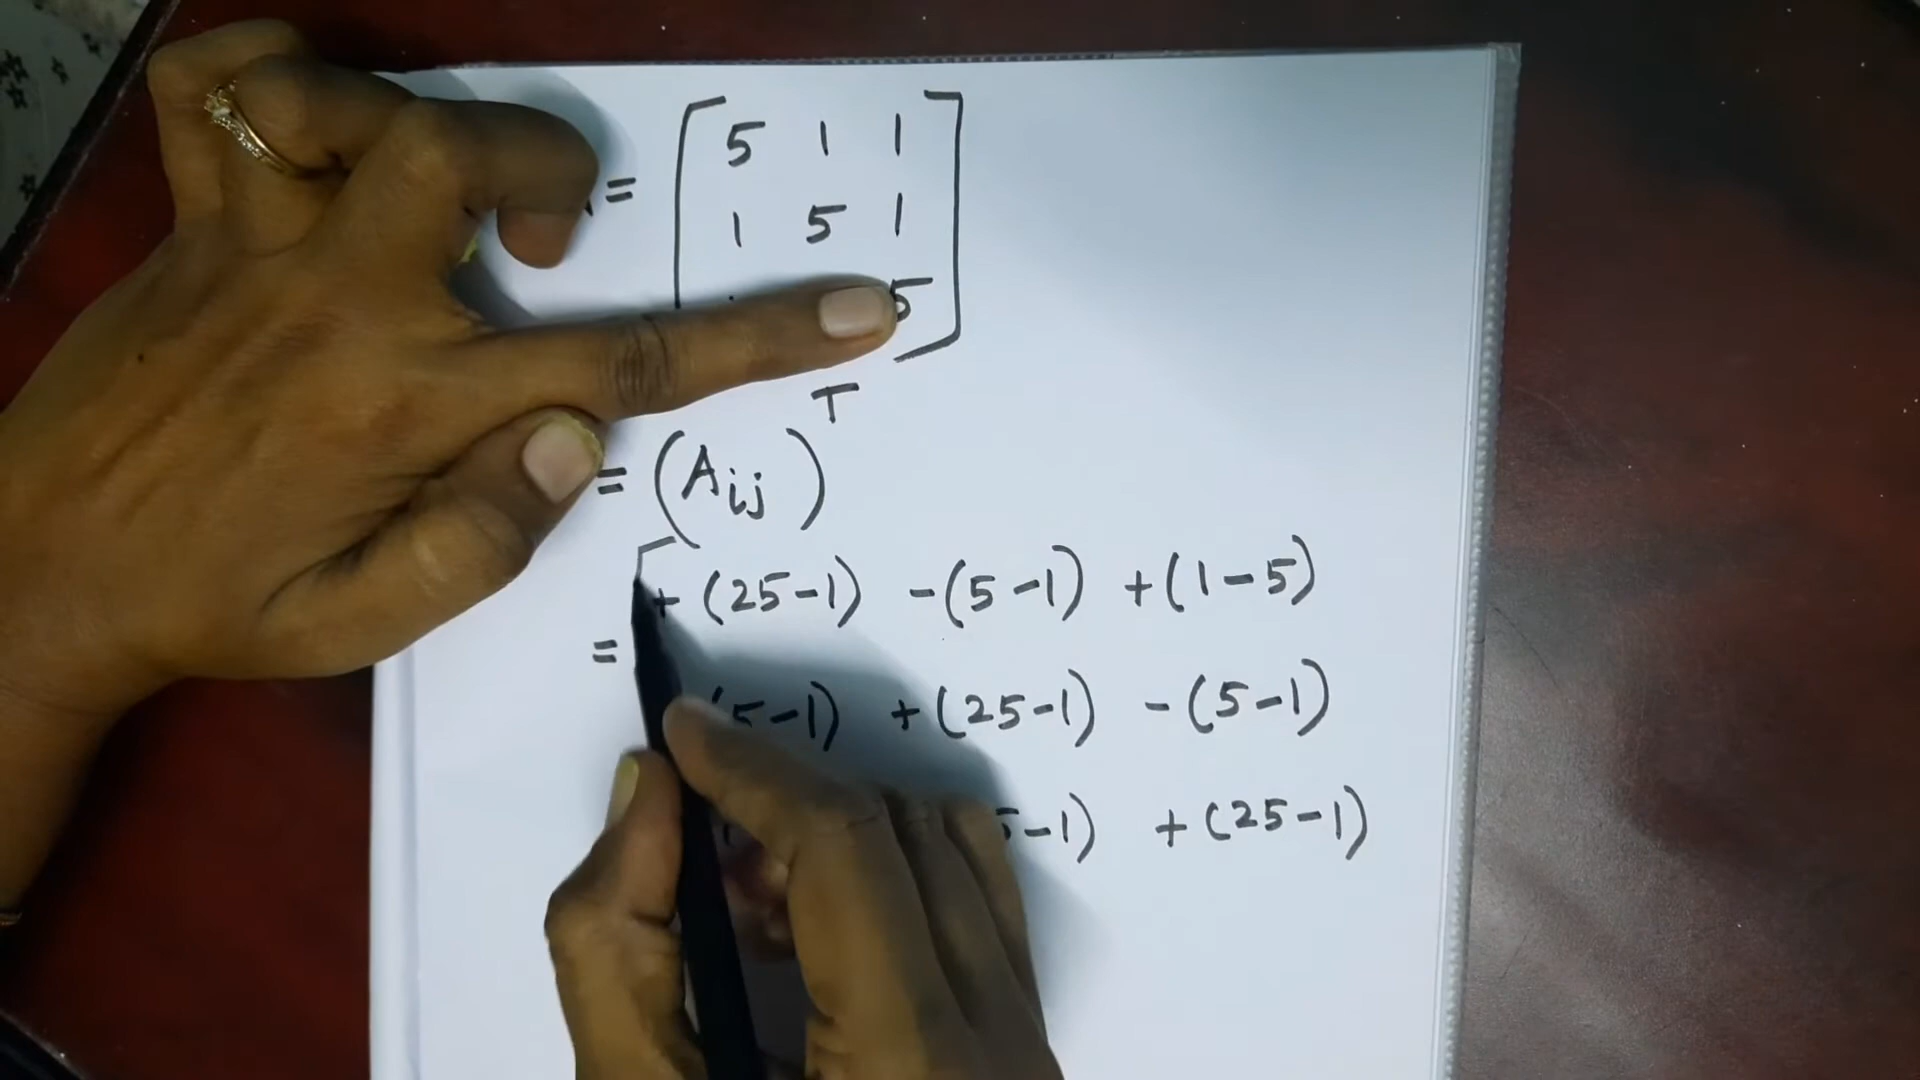 = [ 5 1 1
1 5 1
5 ]
= (Aij)ᵀ
= [ + (25-1) -(5-1) +(1-5)
(5-1) +(25-1) -(5-1)
-1) +(25-1)